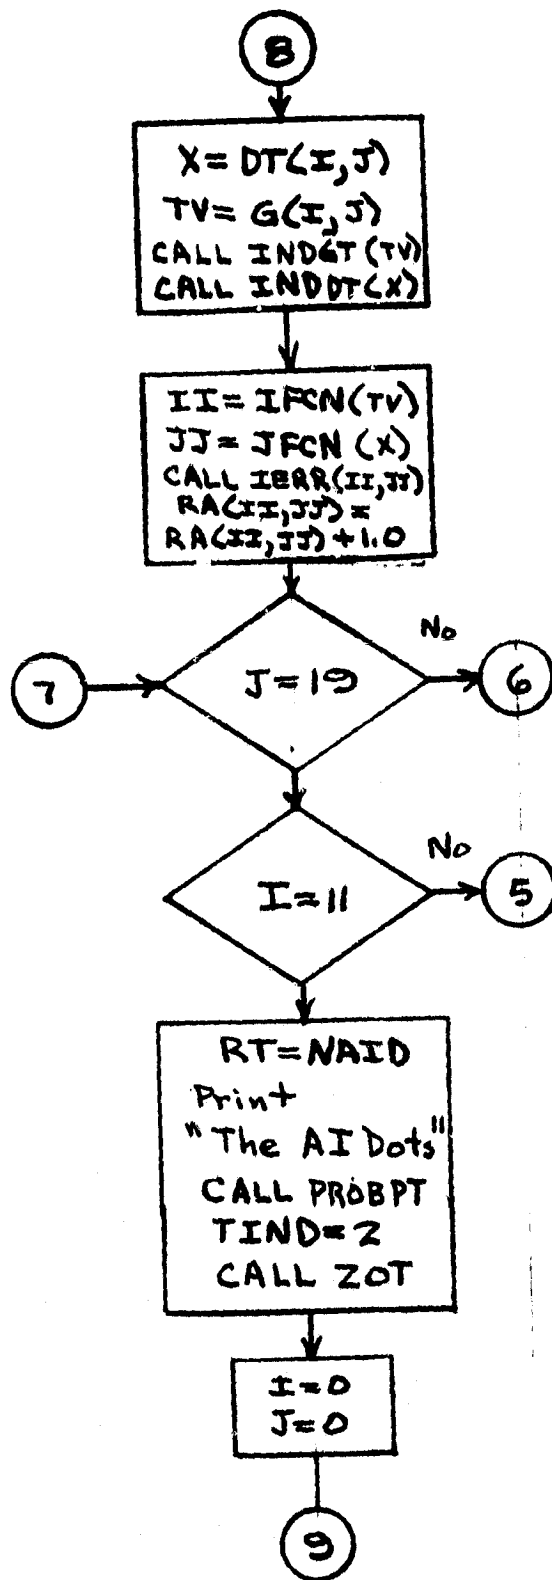 8
X = DT(I,J)
TV = G(I,J)
CALL INDGT(TV)
CALL INDDT(X)
II = IFCN(TV)
JJ = JFCN(X)
CALL IERR(II,JJ)
RA(II,JJ) =
RA(II,JJ) + 1.0
7
J = 19
No
6
I = 11
No
5
RT = NAID
Print
"The AI Dots"
CALL PROBPT
TIND = 2
CALL ZOT
I = 0
J = 0
9